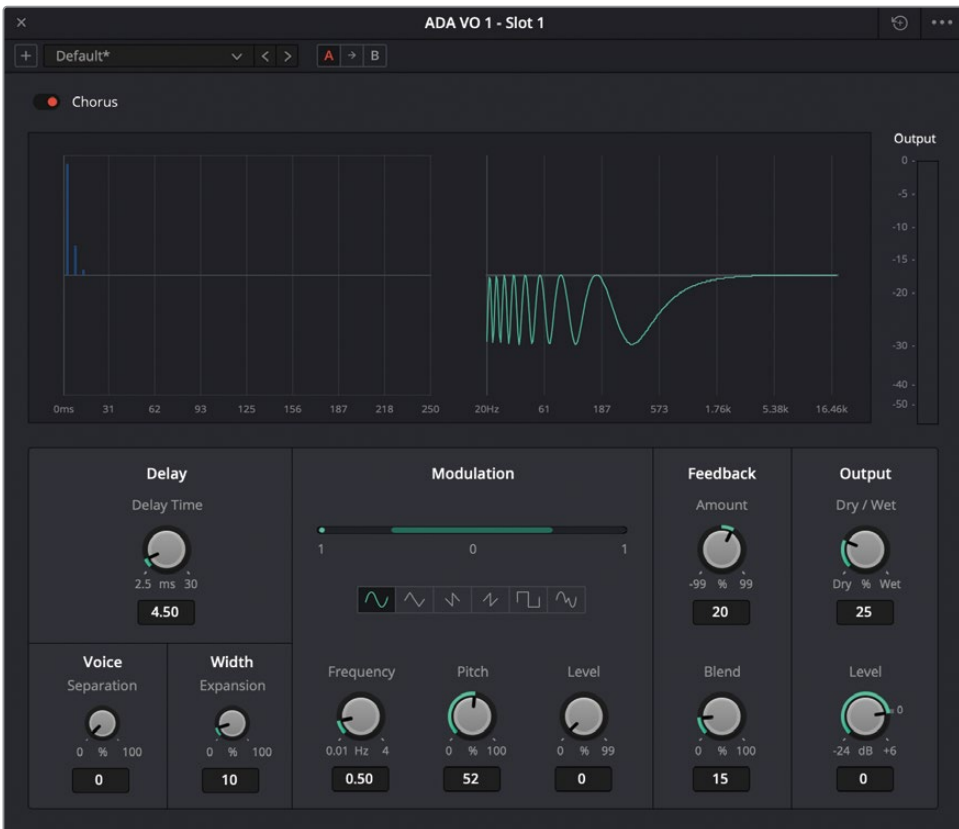 ADA VO 1 - Slot 1
Default*
A
B
Chorus
Output
0
-5
-10
-15
-20
-30
-40
-50
0ms 31 62 93 125 156 187 218 250
20Hz 61 187 573 1.76k 5.38k 16.46k
Delay
Delay Time
2.5 ms 30
4.50
Voice
Separation
0 % 100
0
Width
Expansion
0 % 100
10
Modulation
1 0 1
Frequency
0.01 Hz 4
0.50
Pitch
0 % 100
52
Level
0 % 99
0
Feedback
Amount
-99 % 99
20
Blend
0 % 100
15
Output
Dry / Wet
Dry % Wet
25
Level
0
-24 dB +6
0